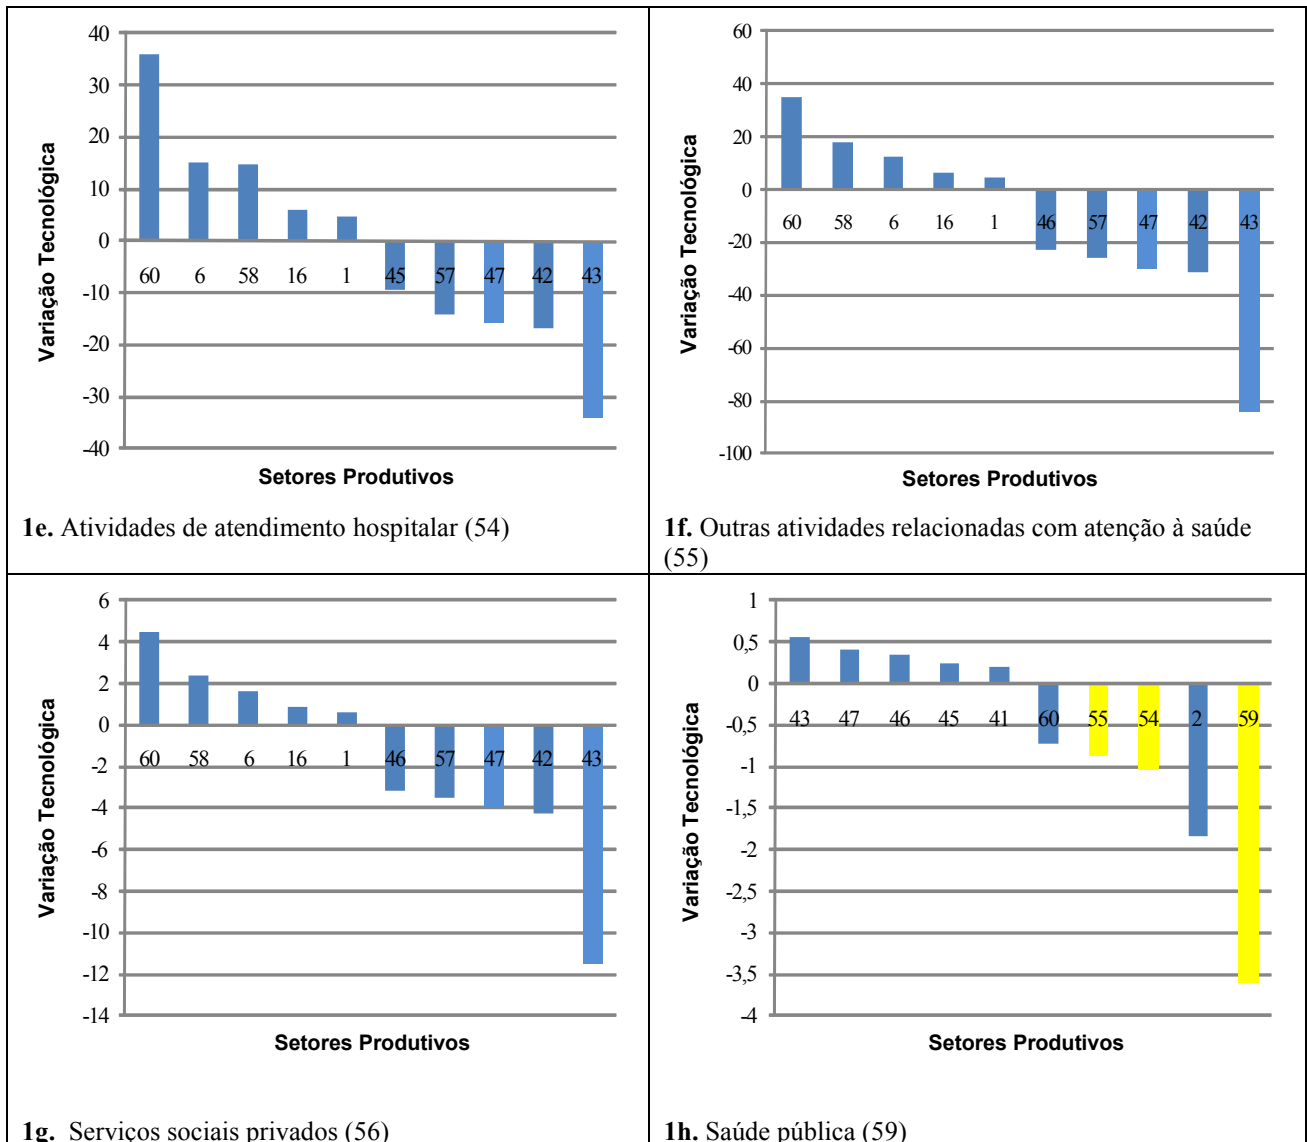 40
30
20
10
0
-10
-20
-30
-40
Variação Tecnológica
60 6 58 16 1 45 57 47 42 43
Setores Produtivos
1e. Atividades de atendimento hospitalar (54)
60
40
20
0
-20
-40
-60
-80
-100
Variação Tecnológica
60 58 6 16 1 46 57 47 42 43
Setores Produtivos
1f. Outras atividades relacionadas com atenção à saúde
(55)
6
4
2
0
-2
-4
-6
-8
-10
-12
-14
Variação Tecnológica
60 58 6 16 1 46 57 47 42 43
Setores Produtivos
1g. Serviços sociais privados (56)
1
0,5
0
-0,5
-1
-1,5
-2
-2,5
-3
-3,5
-4
Variação Tecnológica
43 47 46 45 41 60 55 54 2 59
Setores Produtivos
1h. Saúde pública (59)